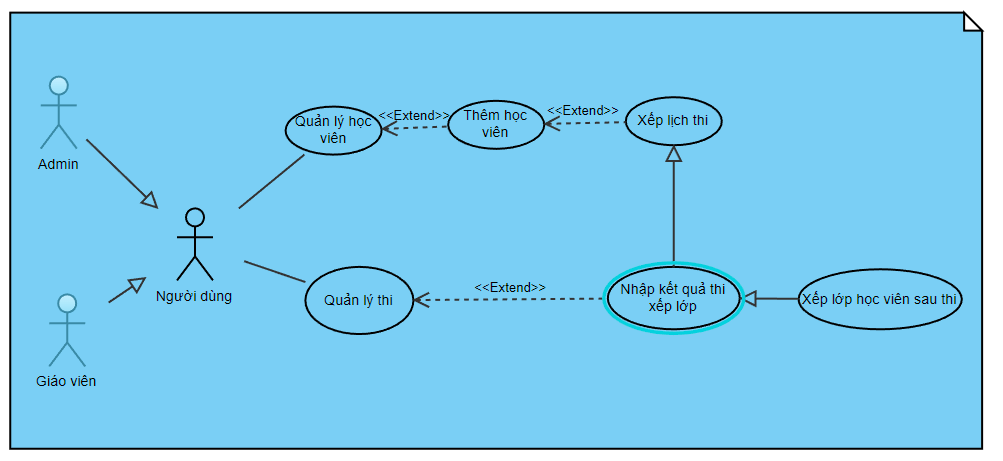 Admin
Giáo viên
Người dùng
Quản lý học
viên
<<Extend>>
Thêm học
viên
<<Extend>>
Xếp lịch thi
Quản lý thi
<<Extend>>
Nhập kết quả thi
xếp lớp
Xếp lớp học viên sau thi